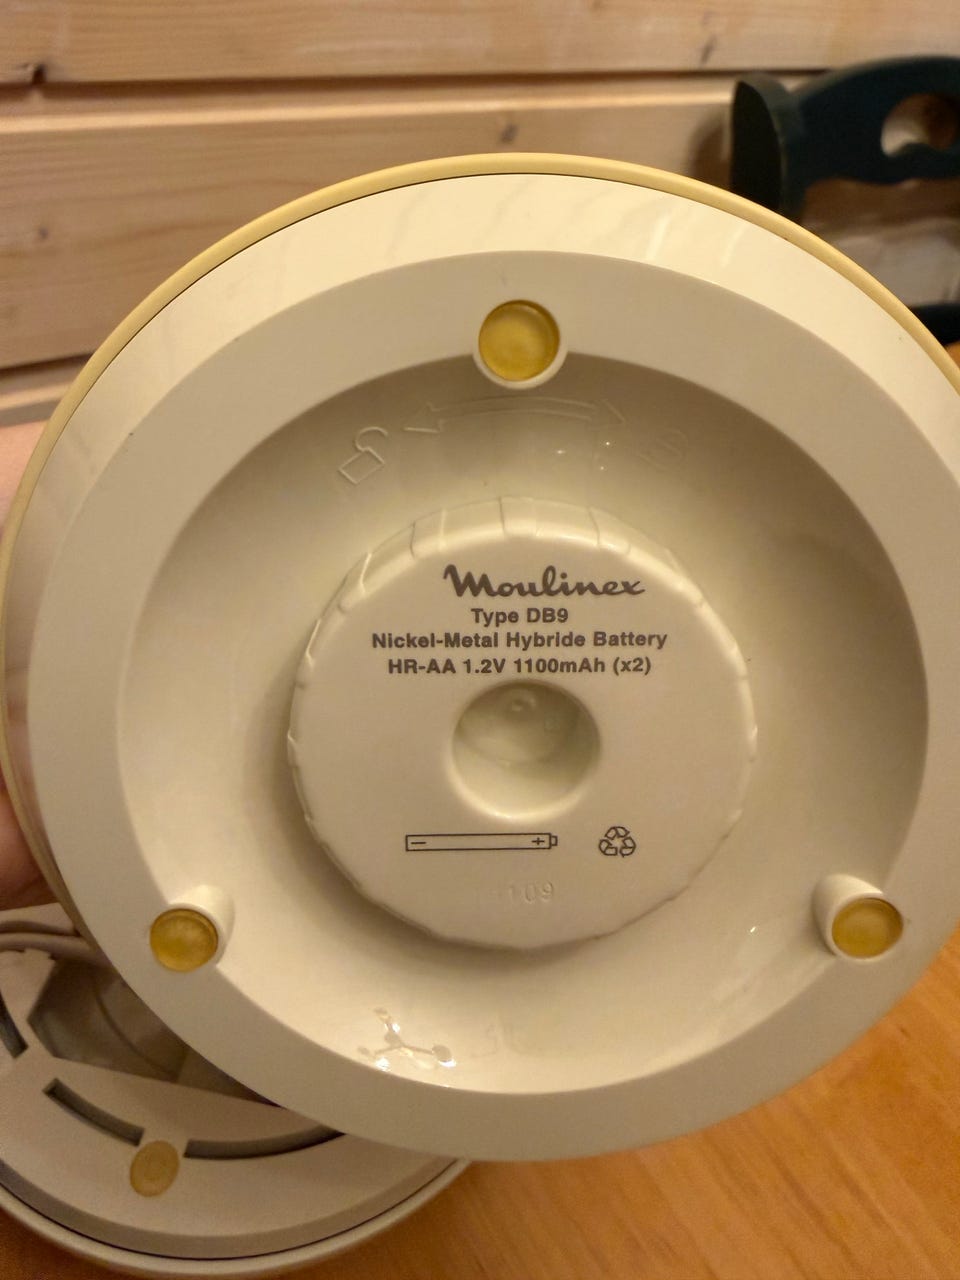 Moulinex
Type DB9
Nickel-Metal Hybride Battery
HR-AA 1.2V 1100mAh (x2)
- +
109